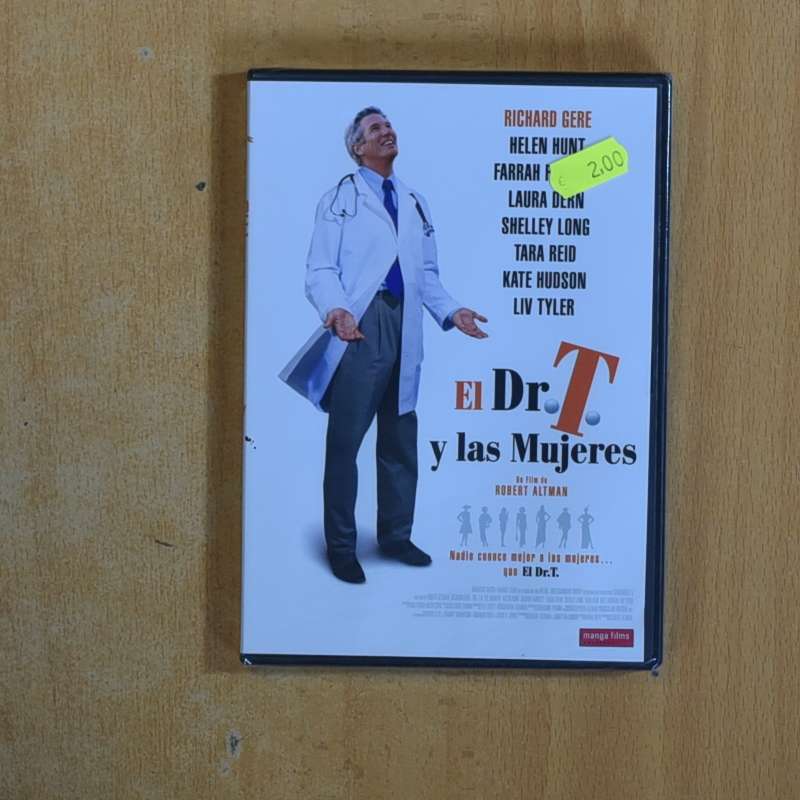 RICHARD GERE
HELEN HUNT
FARRAH
€ 2,00
LAURA DERN
SHELLEY LONG
TARA REID
KATE HUDSON
LIV TYLER
El Dr.T.
y las Mujeres
Un Film de
ROBERT ALTMAN
Nadie conoce mejor a las mujeres...
que El Dr.T.
manga films